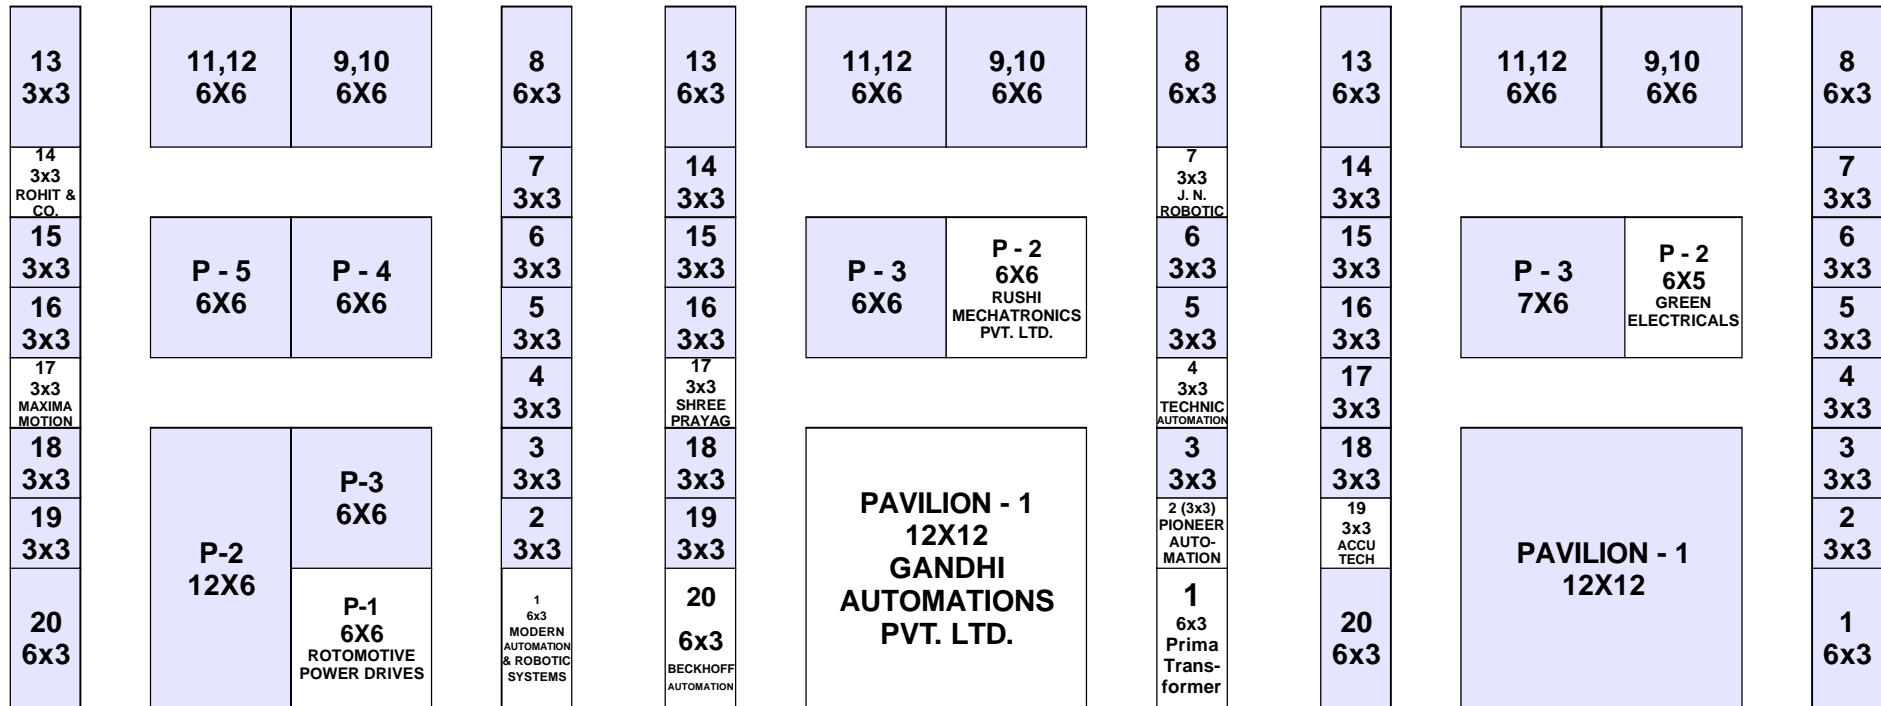 13
3x3
14
3x3
ROHIT &
CO.
15
3x3
16
3x3
17
3x3
MAXIMA
MOTION
18
3x3
19
3x3
20
6x3
11,12
6X6
9,10
6X6
P - 5
6X6
P - 4
6X6
P-2
12X6
P-3
6X6
P-1
6X6
ROTOMOTIVE
POWER DRIVES
8
6x3
7
3x3
6
3x3
5
3x3
4
3x3
3
3x3
2
3x3
1
6x3
MODERN
AUTOMATION
& ROBOTIC
SYSTEMS
13
6x3
14
3x3
15
3x3
16
3x3
17
3x3
SHREE
PRAYAG
18
3x3
19
3x3
20
6x3
BECKHOFF
AUTOMATION
11,12
6X6
9,10
6X6
P - 3
6X6
P - 2
6X6
RUSHI
MECHATRONICS
PVT. LTD.
PAVILION - 1
12X12
GANDHI
AUTOMATIONS
PVT. LTD.
8
6x3
7
3x3
J. N.
ROBOTIC
6
3x3
5
3x3
4
3x3
TECHNIC
AUTOMATION
3
3x3
2 (3x3)
PIONEER
AUTO-
MATION
1
6x3
Prima
Trans-
former
13
6x3
14
3x3
15
3x3
16
3x3
17
3x3
18
3x3
19
3x3
ACCU
TECH
20
6x3
11,12
6X6
9,10
6X6
P - 3
7X6
P - 2
6X5
GREEN
ELECTRICALS
PAVILION - 1
12X12
8
6x3
7
3x3
6
3x3
5
3x3
4
3x3
3
3x3
2
3x3
1
6x3